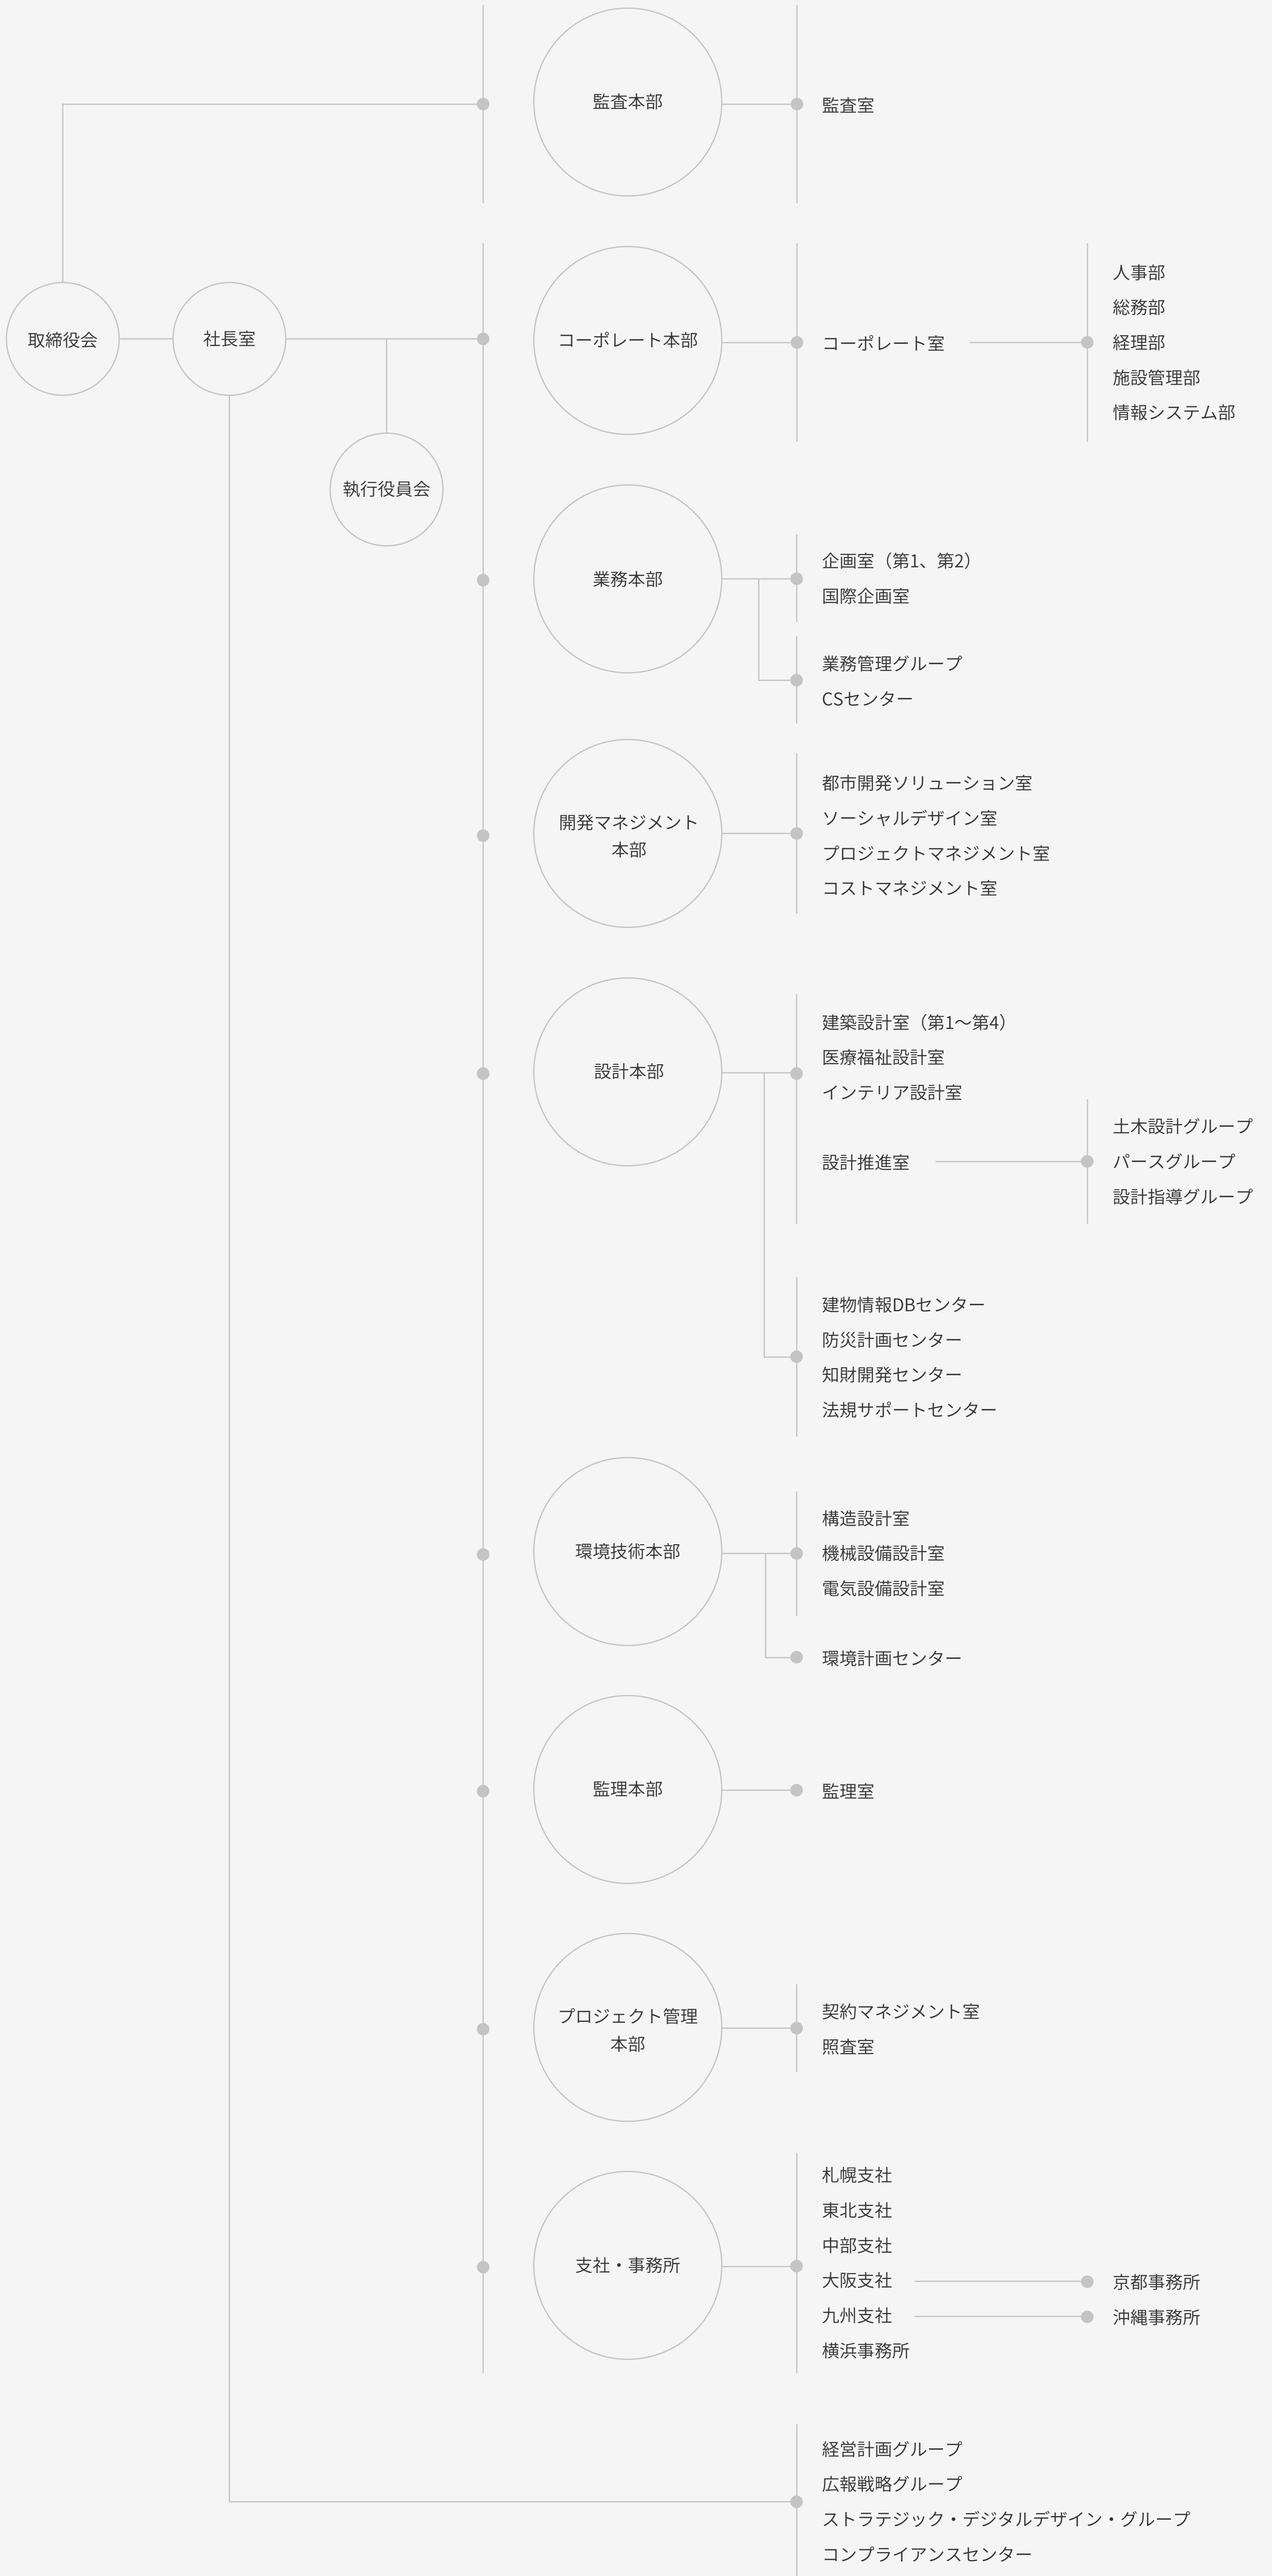 監査本部
監査室
取締役会
社長室
執行役員会
コーポレート本部
コーポレート室
人事部
総務部
経理部
施設管理部
情報システム部
業務本部
企画室（第1、第2）
国際企画室
業務管理グループ
CSセンター
開発マネジメント
本部
都市開発ソリューション室
ソーシャルデザイン室
プロジェクトマネジメント室
コストマネジメント室
設計本部
建築設計室（第1〜第4）
医療福祉設計室
インテリア設計室
設計推進室
土木設計グループ
パースグループ
設計指導グループ
建物情報DBセンター
防災計画センター
知財開発センター
法規サポートセンター
環境技術本部
構造設計室
機械設備設計室
電気設備設計室
環境計画センター
監理本部
監理室
プロジェクト管理
本部
契約マネジメント室
照査室
支社・事務所
札幌支社
東北支社
中部支社
大阪支社
京都事務所
九州支社
沖縄事務所
横浜事務所
経営計画グループ
広報戦略グループ
ストラテジック・デジタルデザイン・グループ
コンプライアンスセンター